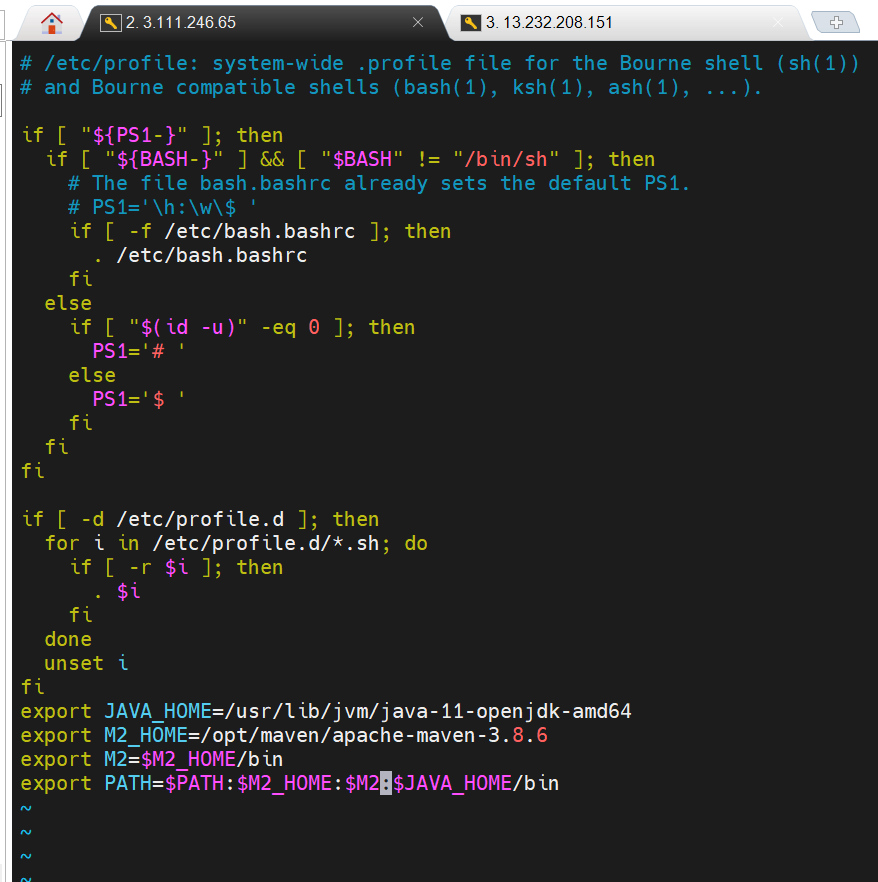 2. 3.111.246.65
3. 13.232.208.151
# /etc/profile: system-wide .profile file for the Bourne shell (sh(1))
# and Bourne compatible shells (bash(1), ksh(1), ash(1), ...).
if [ "${PS1-}" ]; then
  if [ "${BASH-}" ] && [ "$BASH" != "/bin/sh" ]; then
    # The file bash.bashrc already sets the default PS1.
    # PS1='\h:\w\$ '
    if [ -f /etc/bash.bashrc ]; then
      . /etc/bash.bashrc
    fi
  else
    if [ "$(id -u)" -eq 0 ]; then
      PS1='# '
    else
      PS1='$ '
    fi
  fi
fi
if [ -d /etc/profile.d ]; then
  for i in /etc/profile.d/*.sh; do
    if [ -r $i ]; then
      . $i
    fi
  done
  unset i
fi
export JAVA_HOME=/usr/lib/jvm/java-11-openjdk-amd64
export M2_HOME=/opt/maven/apache-maven-3.8.6
export M2=$M2_HOME/bin
export PATH=$PATH:$M2_HOME:$M2:$JAVA_HOME/bin
~
~
~
~